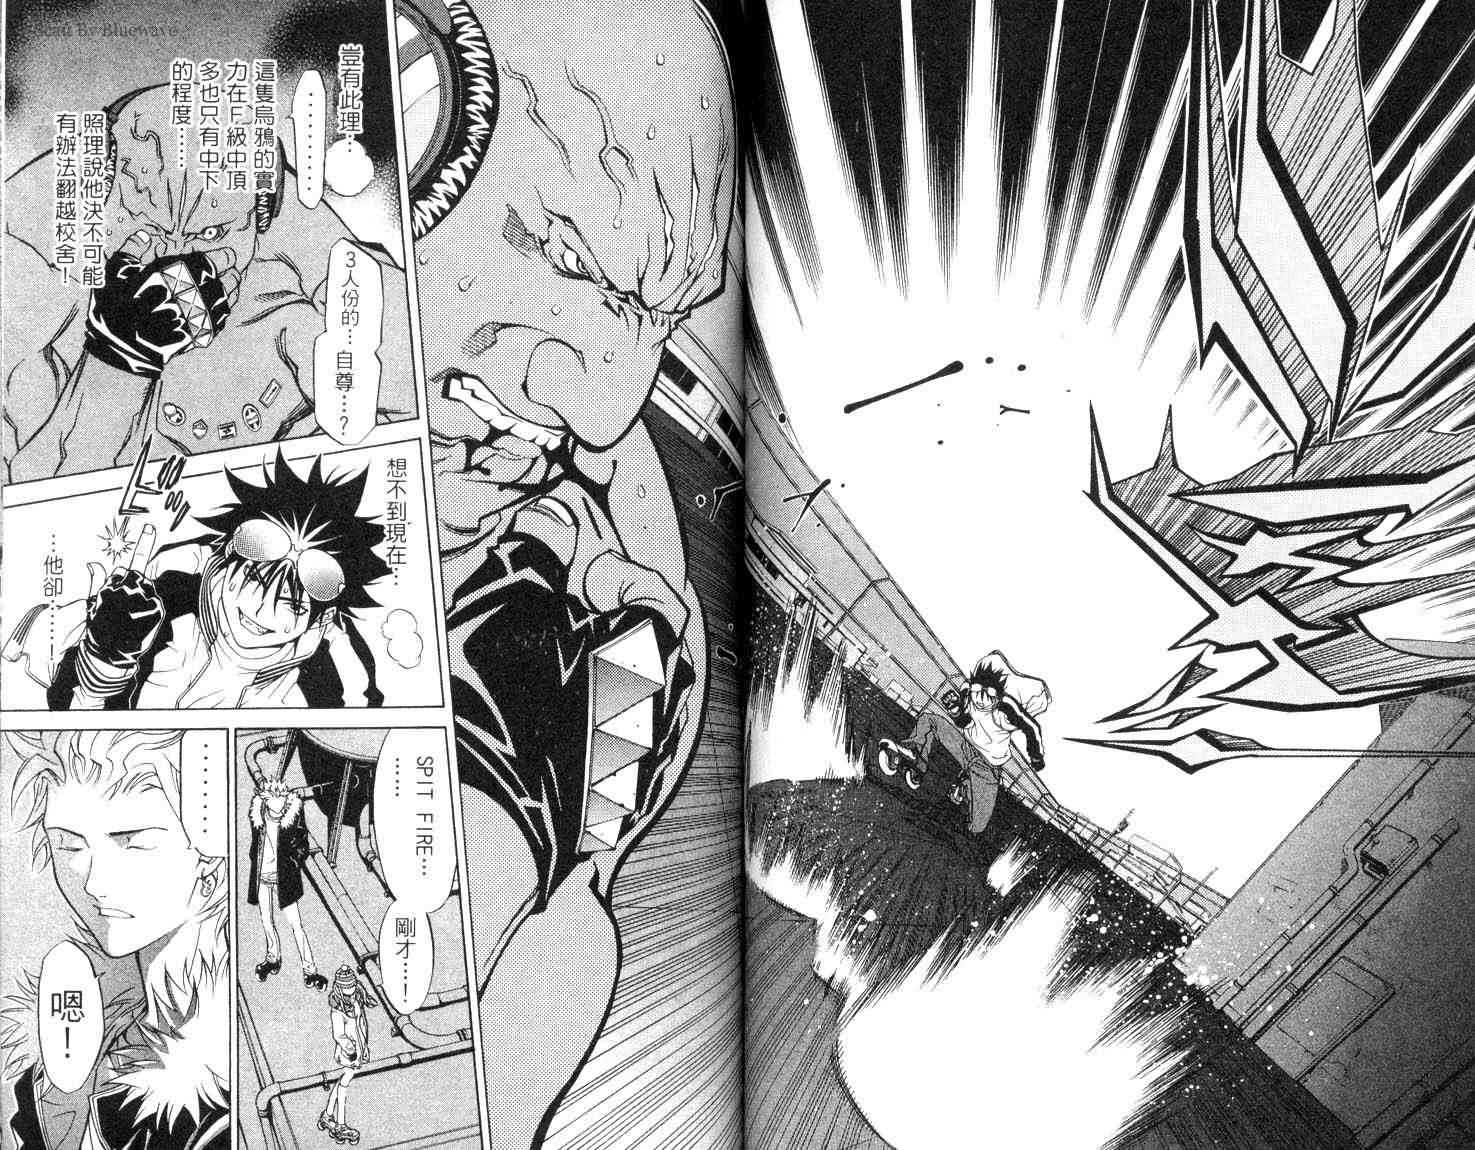 Scan By Bluewave
豈有此理…
………
這隻烏鴉的實
力在F級中頂
多也只有中下
的程度……
照理說他決不可能
有辦法翻越校舍！
3人份的…自尊…？
想不到現在…
…他卻……！
SPIT FIRE…
……
剛才…！
……
嗯！